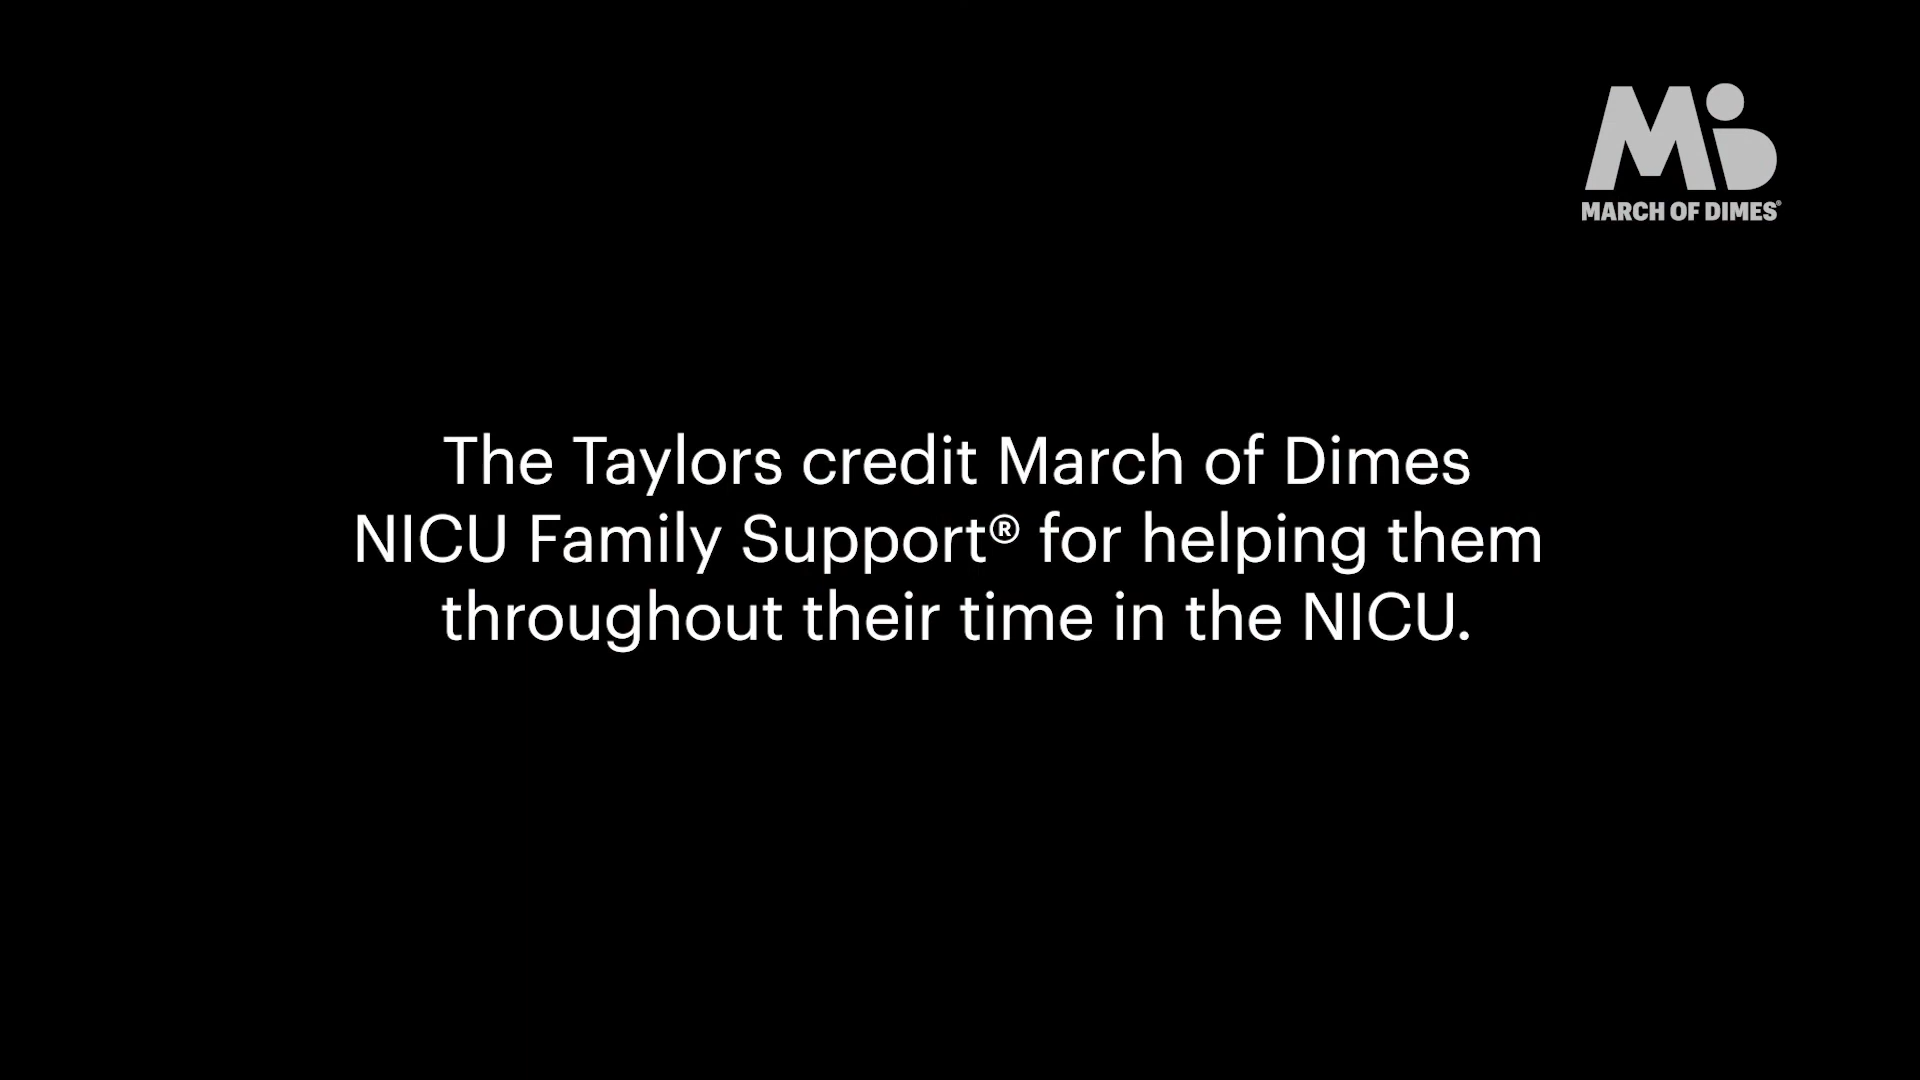 MARCH OF DIMES®
The Taylors credit March of Dimes
NICU Family Support® for helping them
throughout their time in the NICU.